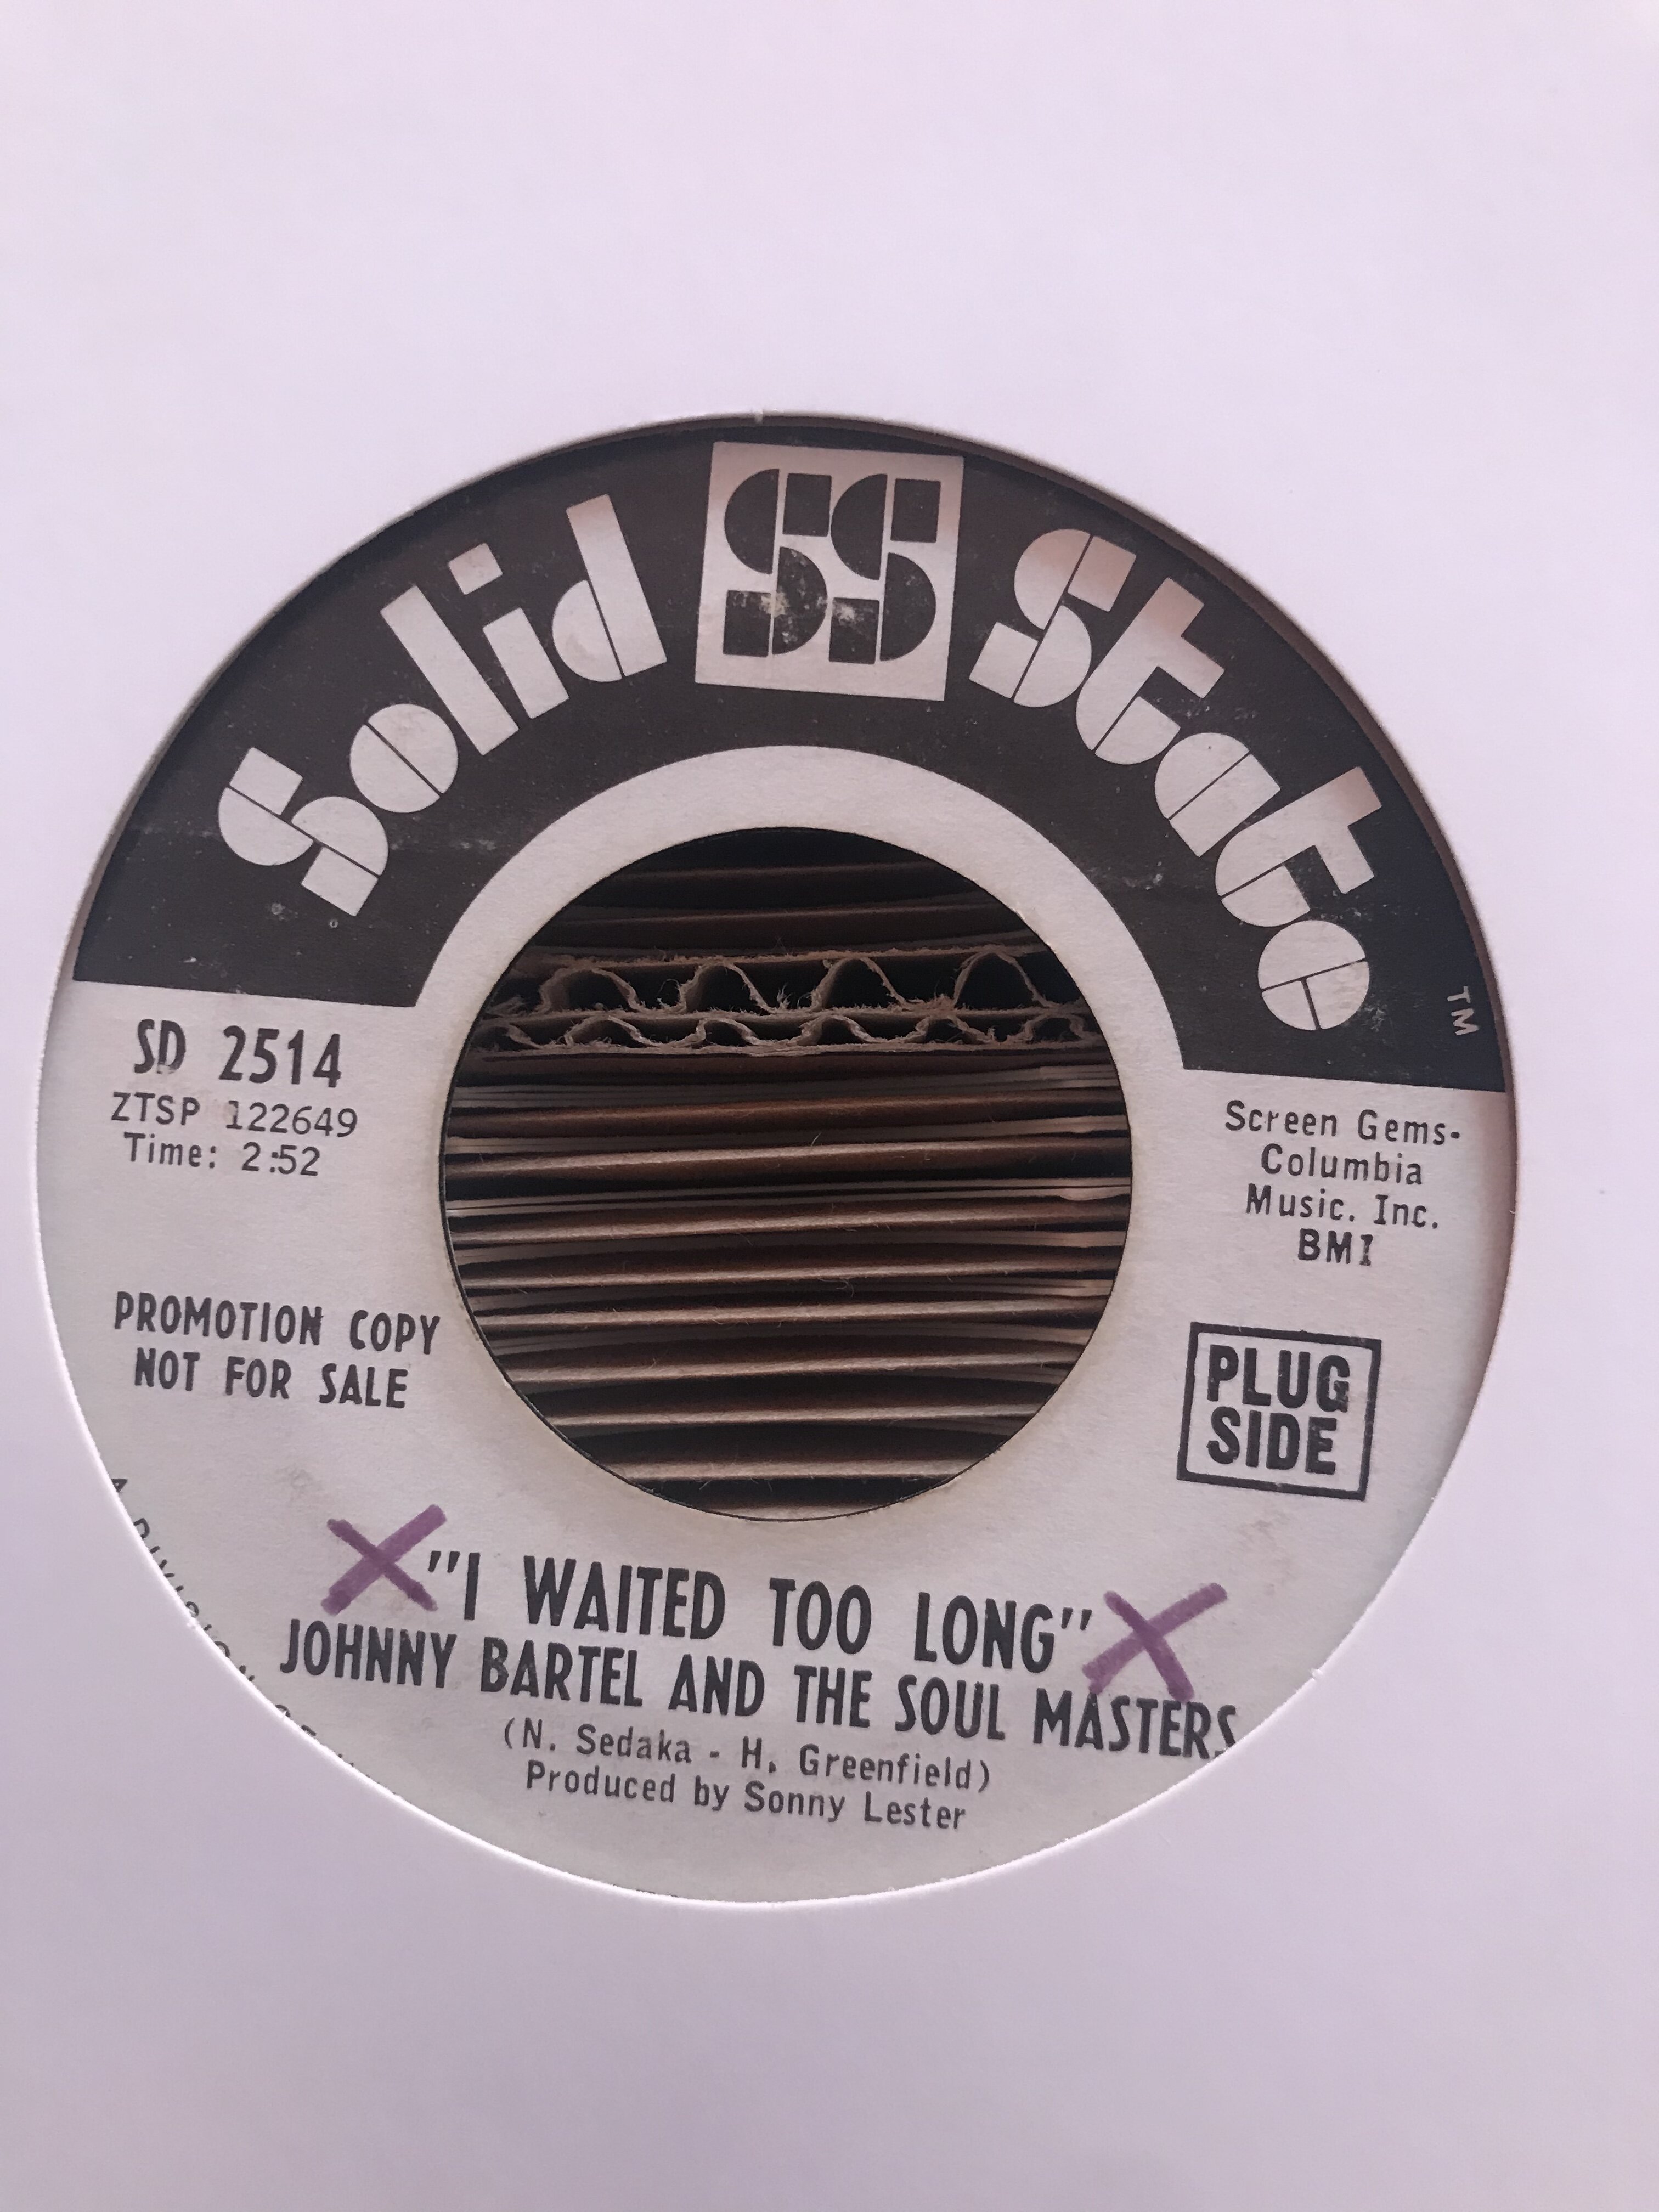 Solid SS State
TM
SD 2514
ZTSP 122649
Time: 2:52
Screen Gems-
Columbia
Music. Inc.
BMI
PROMOTION COPY
NOT FOR SALE
PLUG
SIDE
"I WAITED TOO LONG"
JOHNNY BARTEL AND THE SOUL MASTERS
(N. Sedaka - H. Greenfield)
Produced by Sonny Lester